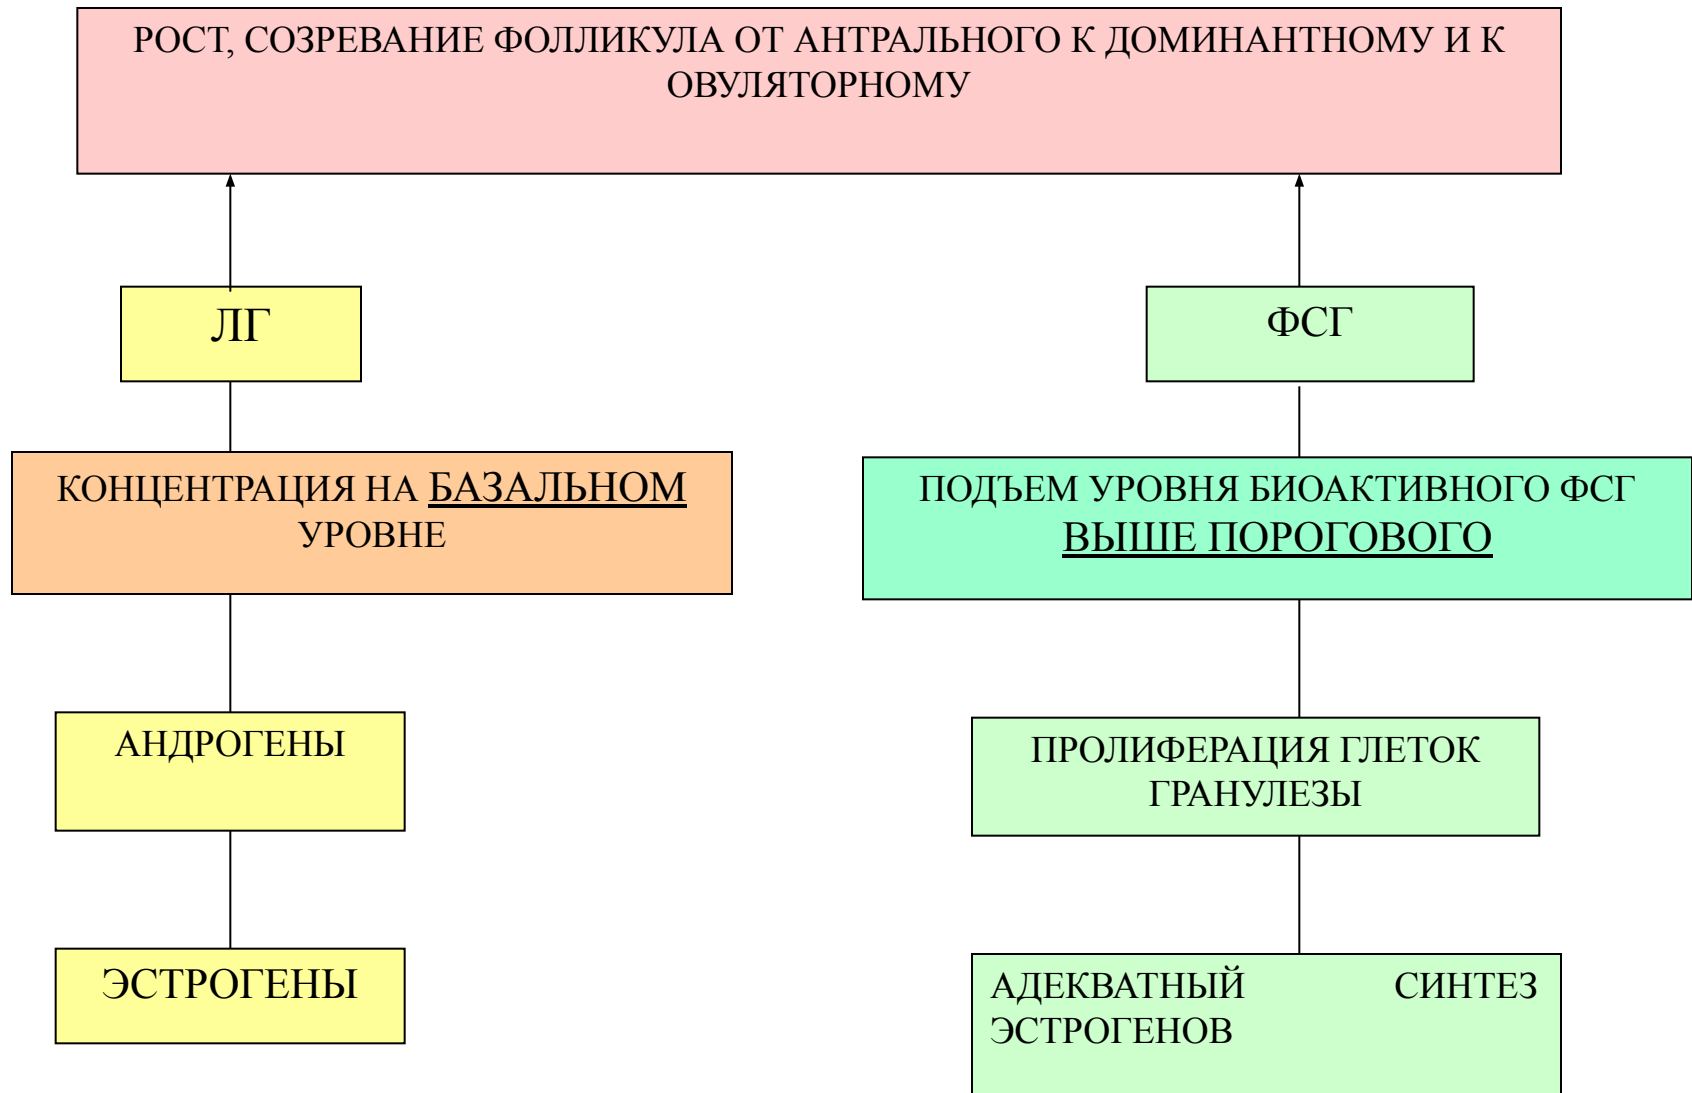 РОСТ, СОЗРЕВАНИЕ ФОЛЛИКУЛА ОТ АНТРАЛЬНОГО К ДОМИНАНТНОМУ И К
ОВУЛЯТОРНОМУ
ЛГ
ФСГ
КОНЦЕНТРАЦИЯ НА БАЗАЛЬНОМ
УРОВНЕ
ПОДЪЕМ УРОВНЯ БИОАКТИВНОГО ФСГ
ВЫШЕ ПОРОГОВОГО
АНДРОГЕНЫ
ПРОЛИФЕРАЦИЯ ГЛЕТОК
ГРАНУЛЕЗЫ
ЭСТРОГЕНЫ
АДЕКВАТНЫЙ СИНТЕЗ
ЭСТРОГЕНОВ